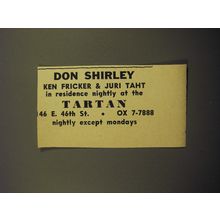 DON SHIRLEY
KEN FRICKER & JURI TAHT
in residence nightly at the
TARTAN
146 E. 46th St. • OX 7-7888
nightly except mondays